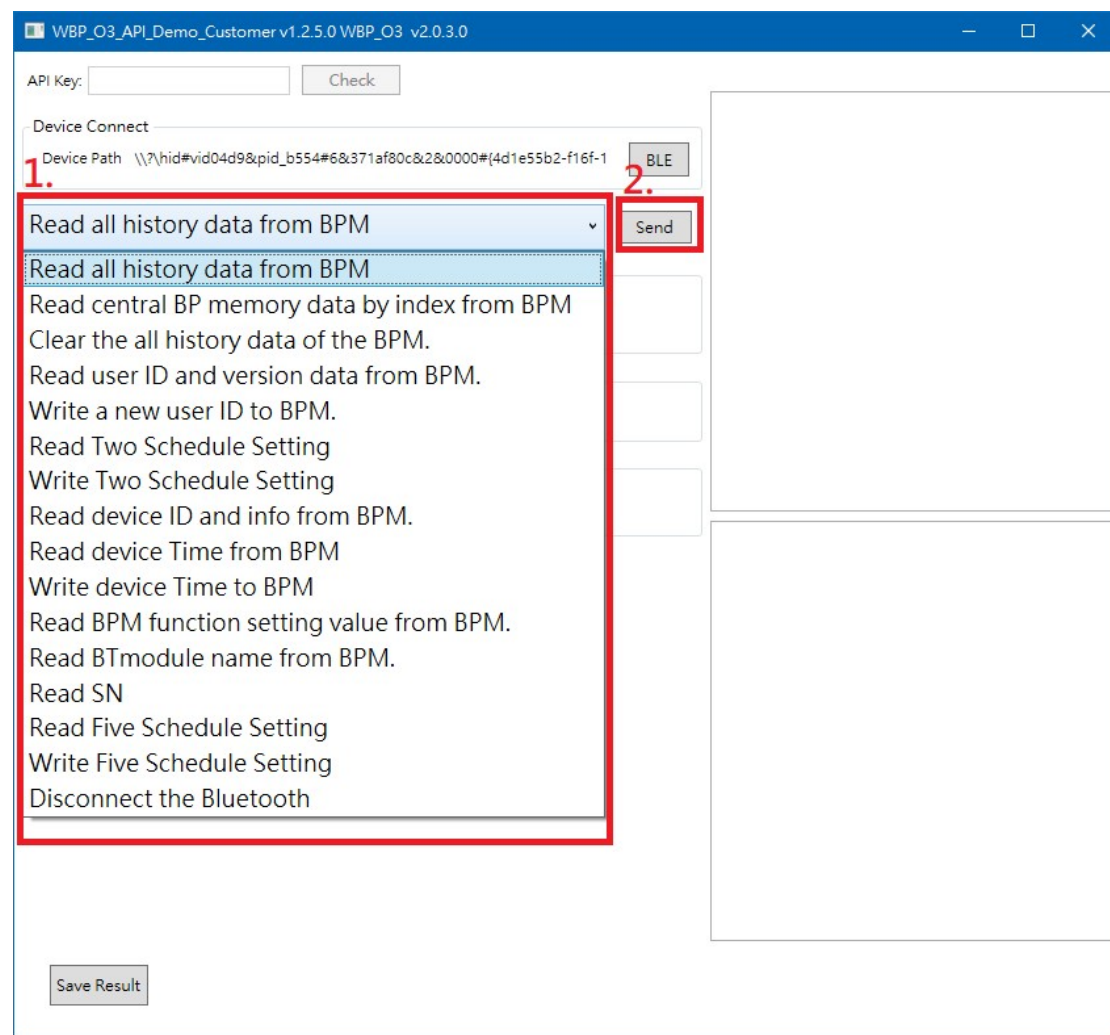 WBP_O3_API_Demo_Customer v1.2.5.0 WBP_O3 v2.0.3.0
API Key:
Check
Device Connect
Device Path \\?\hid#vid04d9&pid_b554#6&371af80c&2&0000#{4d1e55b2-f16f-1
BLE
1.
2.
Read all history data from BPM
Send
Read all history data from BPM
Read central BP memory data by index from BPM
Clear the all history data of the BPM.
Read user ID and version data from BPM.
Write a new user ID to BPM.
Read Two Schedule Setting
Write Two Schedule Setting
Read device ID and info from BPM.
Read device Time from BPM
Write device Time to BPM
Read BPM function setting value from BPM.
Read BTmodule name from BPM.
Read SN
Read Five Schedule Setting
Write Five Schedule Setting
Disconnect the Bluetooth
Save Result